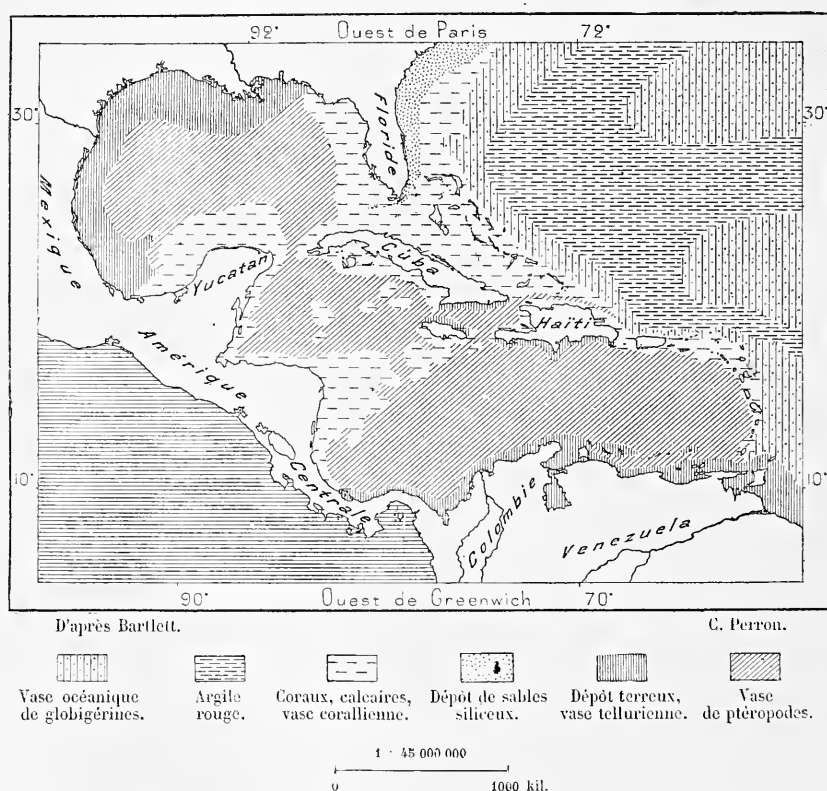 92° Ouest de Paris 72°
30° 30°
Floride
Mexique
Cuba
Yucatan
Haïti
Amérique
10° 10°
Centrale
Colombie
Venezuela
90° Ouest de Greenwich 70°
D'après Bartlett. C. Perron.
Vase océanique de globigérines.
Argile rouge.
Coraux, calcaires, vase corallienne.
Dépôt de sables siliceux.
Dépôt terreux, vase tellurienne.
Vase de ptéropodes.
1 : 45 000 000
0 1000 kil.